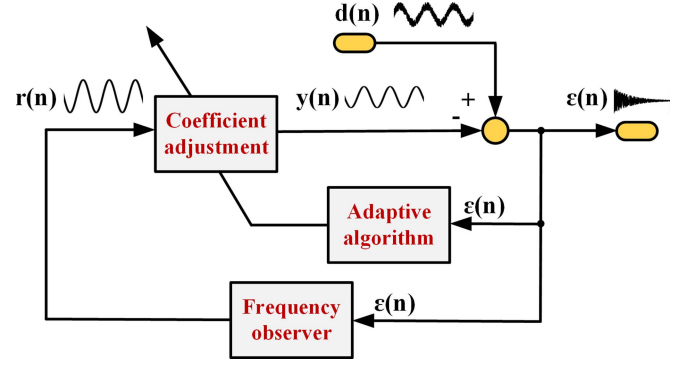 d(n)
r(n)
y(n)
+
-
ε(n)
Coefficient
adjustment
Adaptive
algorithm
ε(n)
Frequency
observer
ε(n)